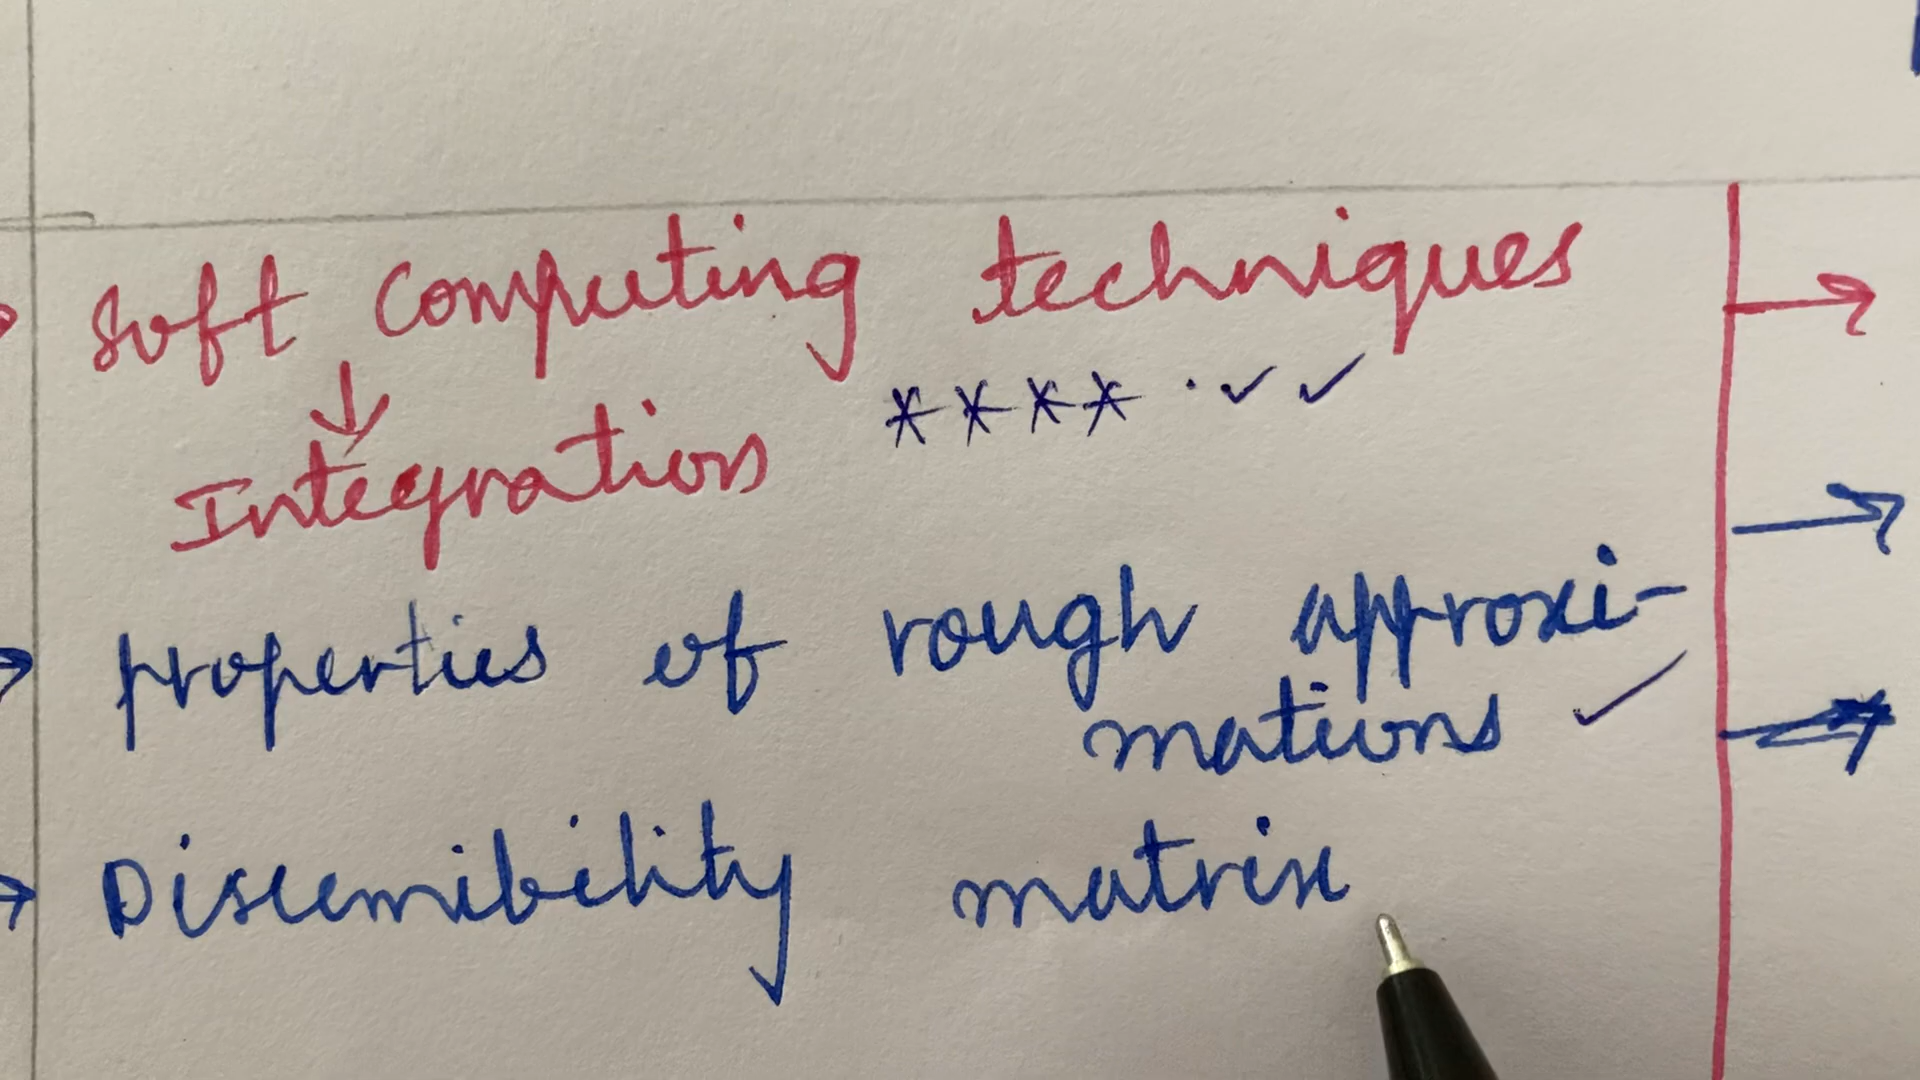 → Soft Computing techniques
↓
Integration **** . ✓ ✓
→ properties of rough approxi-
mations ✓
→ Discernibility matrix